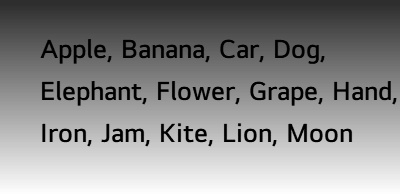 Apple, Banana, Car, Dog,
Elephant, Flower, Grape, Hand,
Iron, Jam, Kite, Lion, Moon